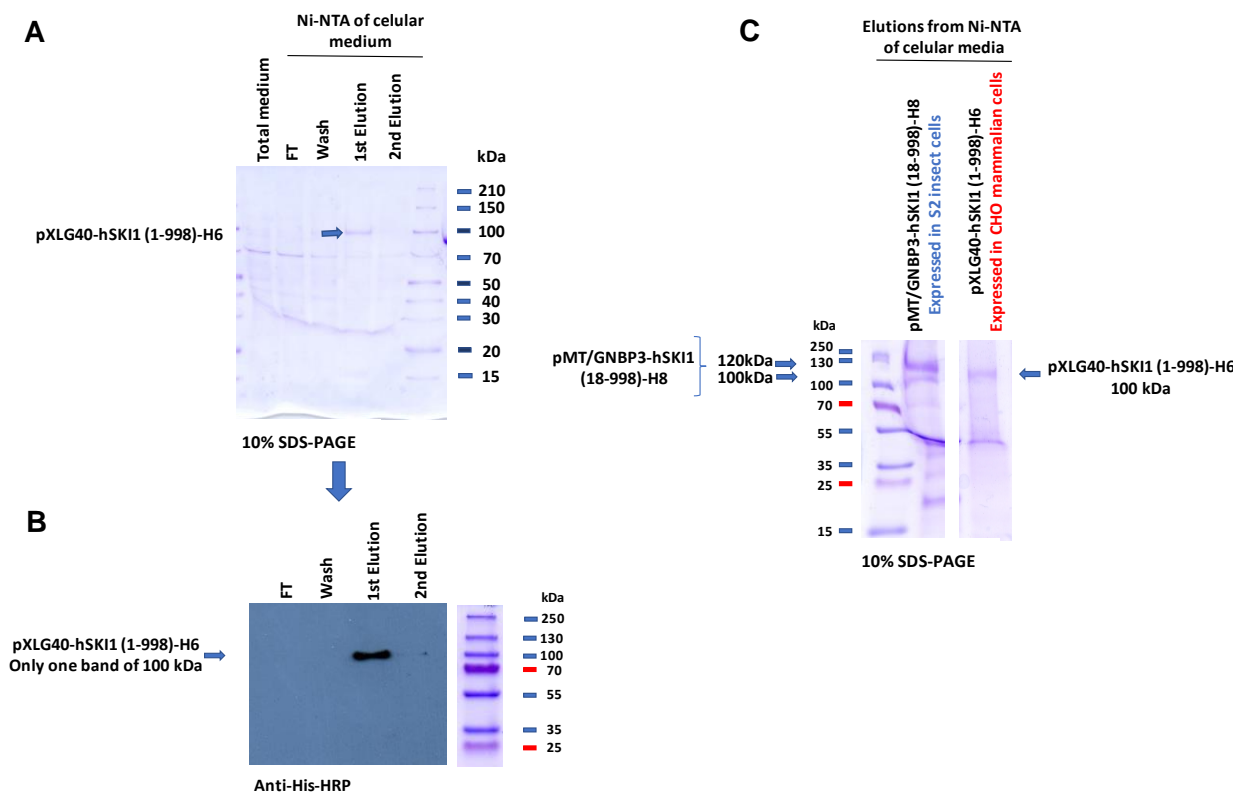 A
Ni-NTA of celular
medium
Total medium
FT
Wash
1st Elution
2nd Elution
kDa
210
150
100
70
50
40
30
20
15
pXLG40-hSKI1 (1-998)-H6
10% SDS-PAGE
B
FT
Wash
1st Elution
2nd Elution
kDa
250
130
100
70
55
35
25
pXLG40-hSKI1 (1-998)-H6
Only one band of 100 kDa
Anti-His-HRP
C
Elutions from Ni-NTA
of celular media
pMT/GNBP3-hSKI1 (18-998)-H8
Expressed in S2 insect cells
pXLG40-hSKI1 (1-998)-H6
Expressed in CHO mammalian cells
kDa
250
130
100
70
55
35
25
15
pMT/GNBP3-hSKI1
(18-998)-H8
120kDa
100kDa
pXLG40-hSKI1 (1-998)-H6
100 kDa
10% SDS-PAGE